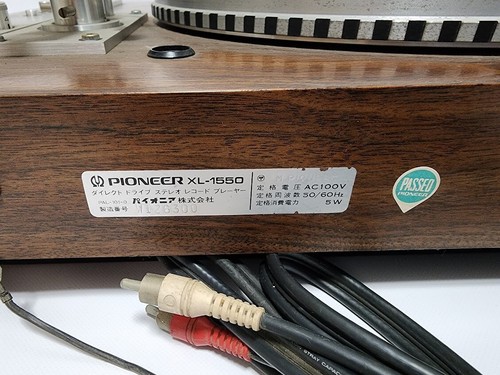 PIONEER XL-1550
ダイレクト ドライブ ステレオ レコード プレーヤー
パイオニア株式会社
製造番号
定格電圧 AC100V
定格周波数 50/60Hz
定格消費電力 5W
PASSED
PIONEER